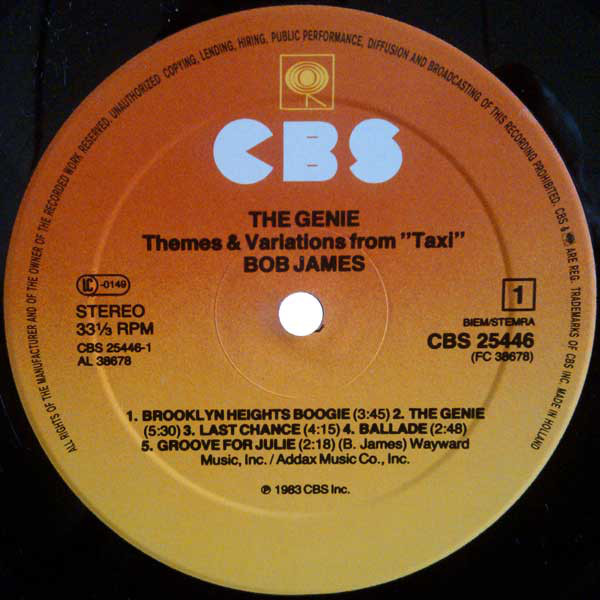 CBS
THE GENIE
Themes & Variations from "Taxi"
BOB JAMES
LC -0149
STEREO
33⅓ RPM
CBS 25446-1
AL 38678
1
BIEM/STEMRA
CBS 25446
(FC 38678)
1. BROOKLYN HEIGHTS BOOGIE (3:45) 2. THE GENIE
(5:30) 3. LAST CHANCE (4:15) 4. BALLADE (2:48)
5. GROOVE FOR JULIE (2:18) (B. James) Wayward
Music, Inc. / Addax Music Co., Inc.
℗ 1983 CBS Inc.
ALL RIGHTS OF THE MANUFACTURER AND OF THE OWNER OF THE RECORDED WORK RESERVED. UNAUTHORIZED COPYING, LENDING, HIRING, PUBLIC PERFORMANCE, DIFFUSION AND BROADCASTING OF THIS RECORDING PROHIBITED. CBS & ARE REG. TRADEMARKS OF CBS INC. MADE IN HOLLAND